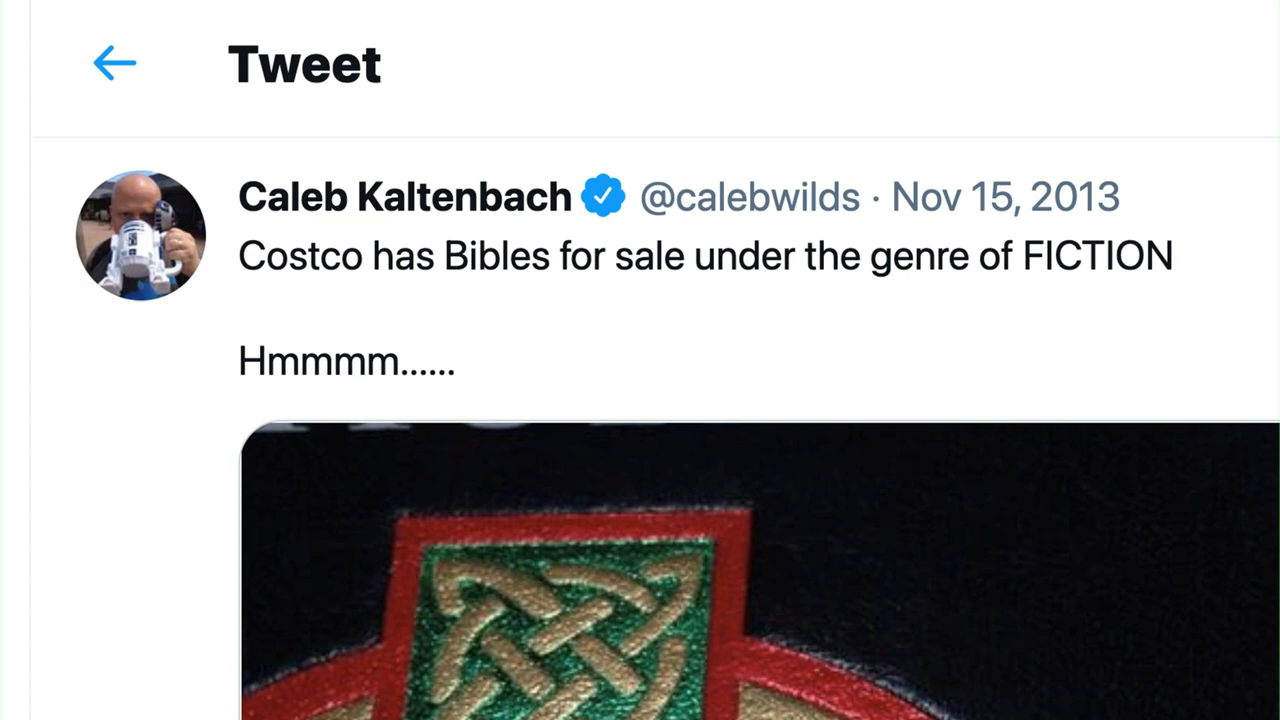 Tweet
Caleb Kaltenbach @calebwilds · Nov 15, 2013
Costco has Bibles for sale under the genre of FICTION
Hmmmm......